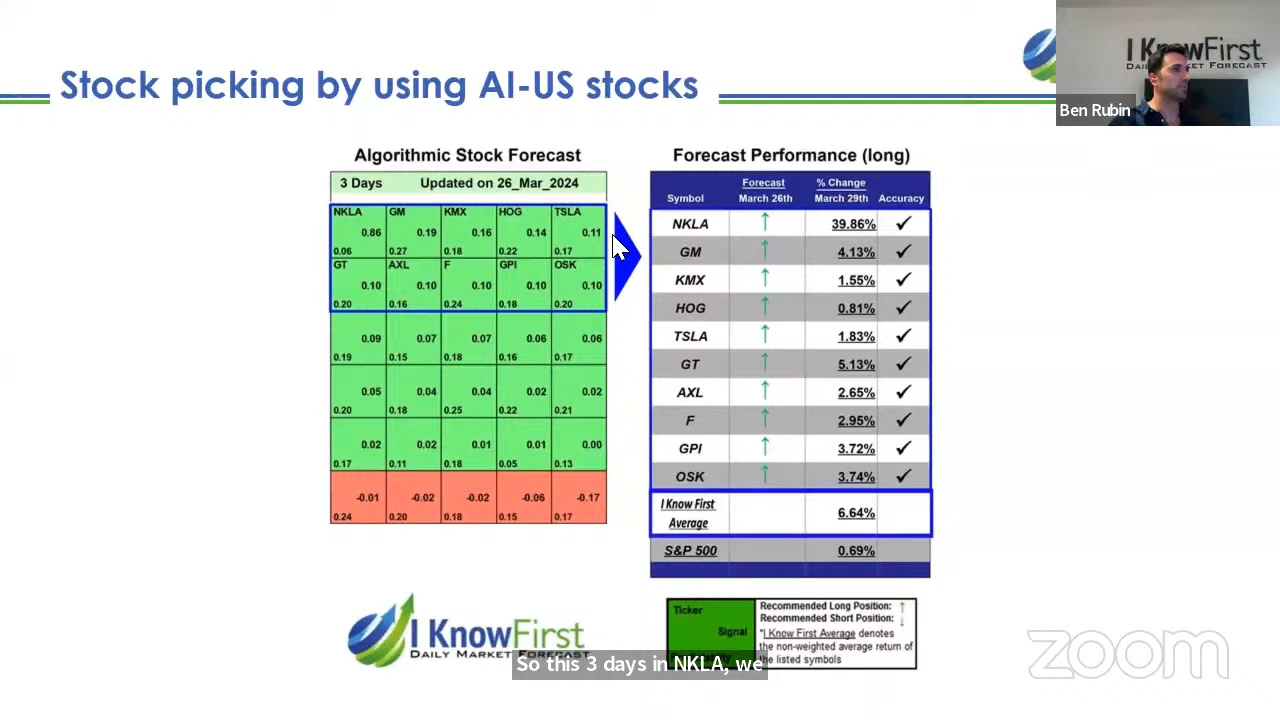 I KnowFirst
DAILY MARKET FORECAST
Ben Rubin
Stock picking by using AI-US stocks
Algorithmic Stock Forecast
3 Days Updated on 26_Mar_2024
NKLA GM KMX HOG TSLA
0.86 0.19 0.16 0.14 0.11
0.06 0.27 0.18 0.22 0.17
GT AXL F GPI OSK
0.10 0.10 0.10 0.10 0.10
0.20 0.16 0.24 0.18 0.20
0.09 0.07 0.07 0.06 0.06
0.19 0.15 0.18 0.16 0.17
0.05 0.04 0.04 0.02 0.02
0.20 0.18 0.25 0.22 0.21
0.02 0.02 0.01 0.01 0.00
0.17 0.11 0.18 0.05 0.13
-0.01 -0.02 -0.02 -0.06 -0.17
0.24 0.20 0.18 0.15 0.17
Forecast Performance (long)
Forecast % Change
Symbol March 26th March 29th Accuracy
NKLA ↑ 39.86% ✓
GM ↑ 4.13% ✓
KMX ↑ 1.55% ✓
HOG ↑ 0.81% ✓
TSLA ↑ 1.83% ✓
GT ↑ 5.13% ✓
AXL ↑ 2.65% ✓
F ↑ 2.95% ✓
GPI ↑ 3.72% ✓
OSK ↑ 3.74% ✓
I Know First
Average 6.64%
S&P 500 0.69%
I KnowFirst
DAILY MARKET FORECAST
Ticker
Signal
Recommended Long Position: ↑
Recommended Short Position: ↓
*I Know First Average denotes
the non-weighted average return of
the listed symbols
So this 3 days in NKLA, we
zoom